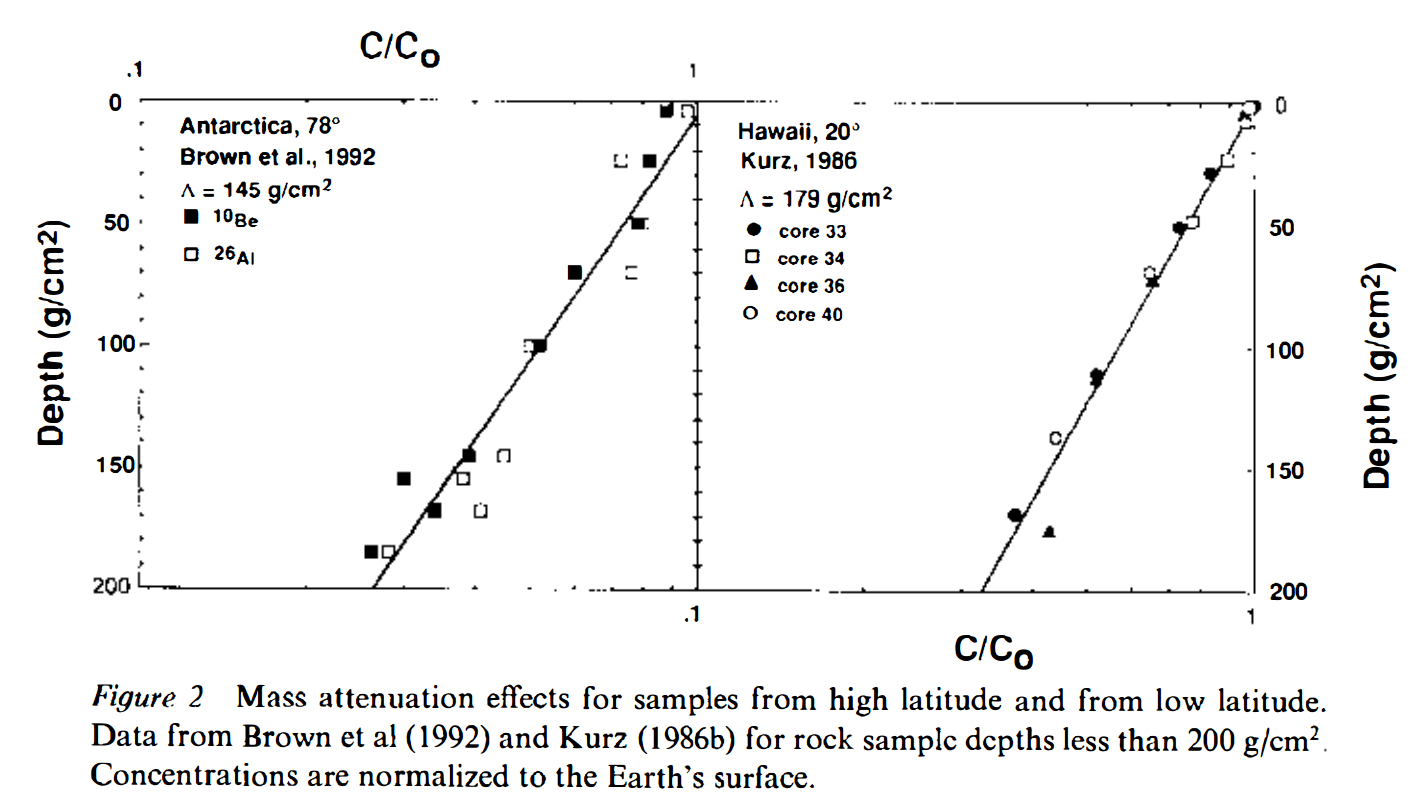 C/Co
.1 1
0
50
100
150
200
Depth (g/cm²)
Antarctica, 78°
Brown et al., 1992
Λ = 145 g/cm²
■ ¹⁰Be
□ ²⁶Al
Hawaii, 20°
Kurz, 1986
Λ = 179 g/cm²
● core 33
□ core 34
▲ core 36
○ core 40
0
50
100
150
200
Depth (g/cm²)
.1 1
C/Co
Figure 2 Mass attenuation effects for samples from high latitude and from low latitude.
Data from Brown et al (1992) and Kurz (1986b) for rock sample depths less than 200 g/cm².
Concentrations are normalized to the Earth's surface.